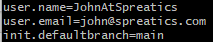 user.name=JohnAtSpreatics
user.email=john@spreatics.com
init.defaultbranch=main